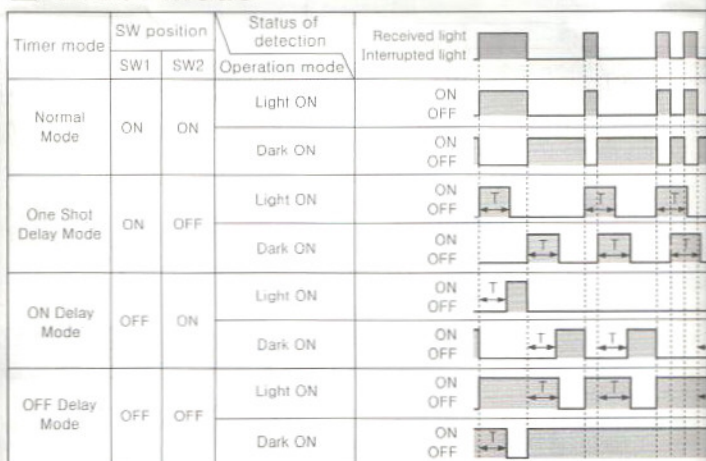 Timer mode
SW position
SW1 SW2
Status of
detection
Operation mode
Received light
Interrupted light
Normal
Mode
ON ON
Light ON
ON
OFF
Dark ON
ON
OFF
One Shot
Delay Mode
ON OFF
Light ON
ON
OFF
T T T
Dark ON
ON
OFF
T T T
ON Delay
Mode
OFF ON
Light ON
ON
OFF
T
Dark ON
ON
OFF
T T
OFF Delay
Mode
OFF OFF
Light ON
ON
OFF
T T
Dark ON
ON
OFF
T